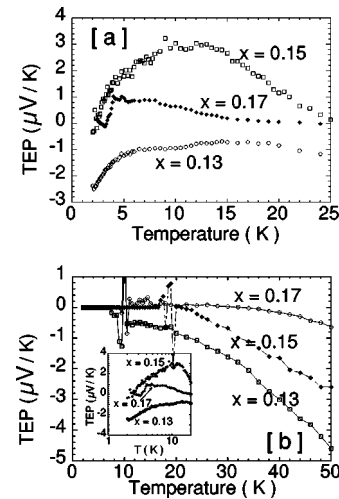 [a]
4
3
2
1
0
-1
-2
-3
TEP (μV / K)
x = 0.15
x = 0.17
x = 0.13
0 5 10 15 20 25
Temperature ( K )
1
0
-1
-2
-3
-4
-5
TEP (μV / K)
x = 0.17
x = 0.15
x = 0.13
4
2
0
-2
-4
TEP (μV / K)
x = 0.15
x = 0.17
x = 0.13
1 10
T ( K )
[b]
0 10 20 30 40 50
Temperature ( K )